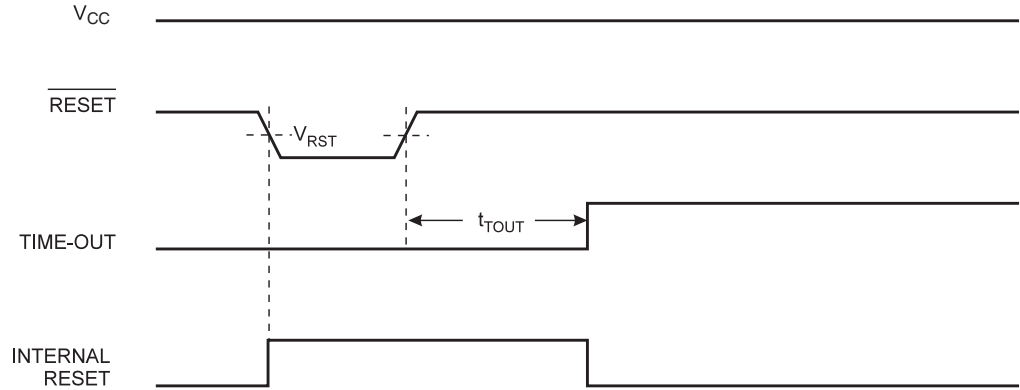 VCC
RESET
VRST
tTOUT
TIME-OUT
INTERNAL
RESET